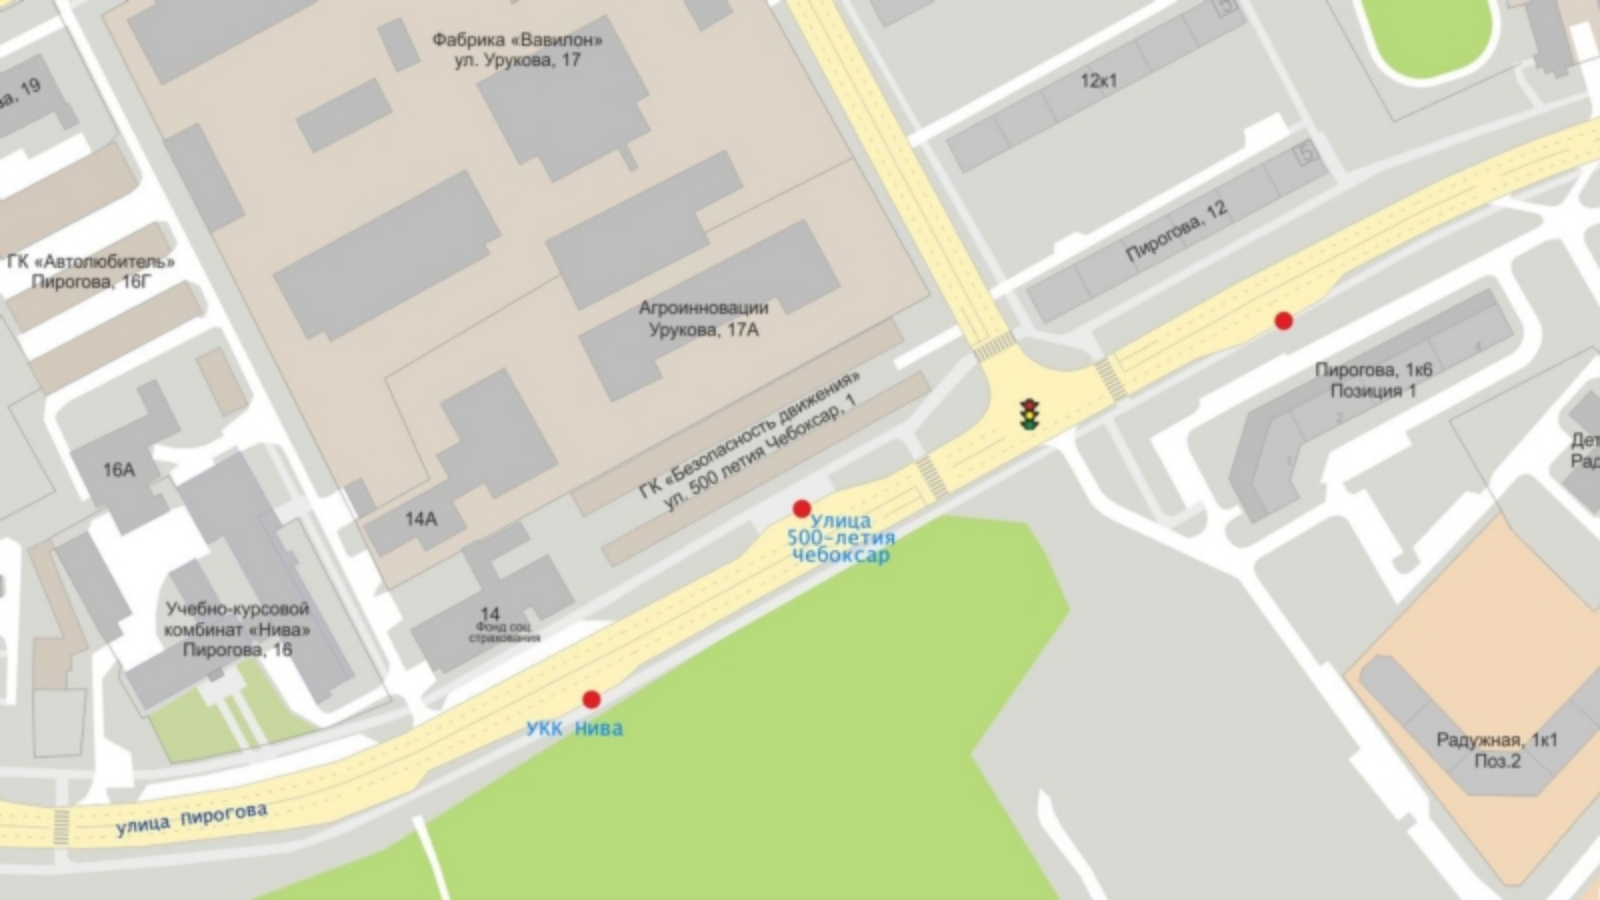 Фабрика «Вавилон»
ул. Урукова, 17
5
12к1
ва, 19
5
Пирогова, 12
ГК «Автолюбитель»
Пирогова, 16Г
Агроинновации
Урукова, 17А
ГК «Безопасность движения»
ул. 500 летия Чебоксар, 1
Пирогова, 1к6
Позиция 1
16А
14А
Дет
Рад
Улица
500-летия
Чебоксар
14
Фонд соц.
страхования
Учебно-курсовой
комбинат «Нива»
Пирогова, 16
УКК Нива
Радужная, 1к1
Поз.2
улица Пирогова